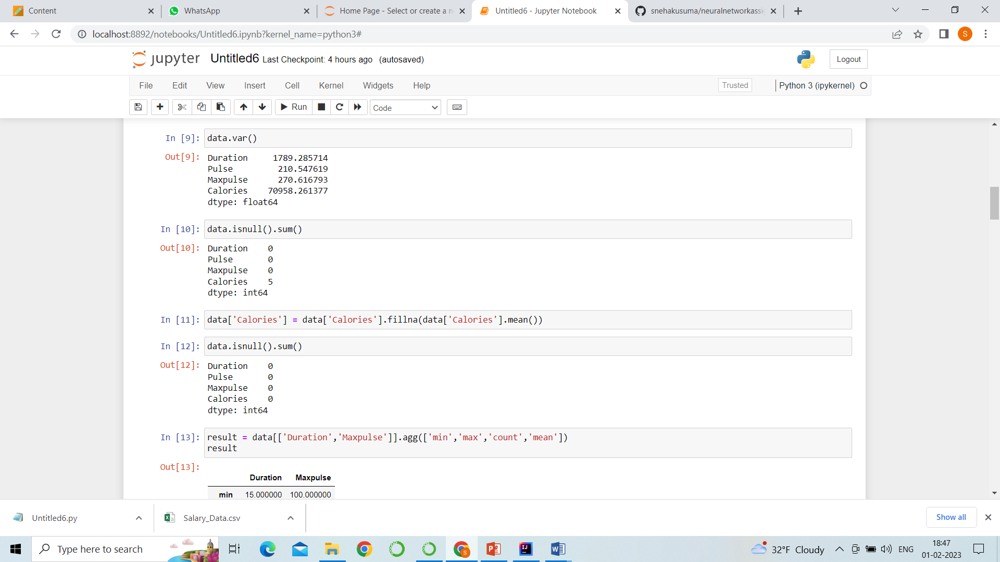 Content
WhatsApp
Home Page - Select or create a n
Untitled6 - Jupyter Notebook
snehakusuma/neuralnetworkassi
localhost:8892/notebooks/Untitled6.ipynb?kernel_name=python3#
S
jupyter Untitled6 Last Checkpoint: 4 hours ago (autosaved)
Logout
File Edit View Insert Cell Kernel Widgets Help
Trusted
Python 3 (ipykernel)
Run
Code
In [9]: data.var()
Out[9]: Duration 1789.285714
Pulse 210.547619
Maxpulse 270.616793
Calories 70958.261377
dtype: float64
In [10]: data.isnull().sum()
Out[10]: Duration 0
Pulse 0
Maxpulse 0
Calories 5
dtype: int64
In [11]: data['Calories'] = data['Calories'].fillna(data['Calories'].mean())
In [12]: data.isnull().sum()
Out[12]: Duration 0
Pulse 0
Maxpulse 0
Calories 0
dtype: int64
In [13]: result = data[['Duration','Maxpulse']].agg(['min','max','count','mean'])
result
Out[13]:
Duration Maxpulse
min 15.000000 100.000000
Untitled6.py
Salary_Data.csv
Show all
Type here to search
32°F Cloudy
ENG
18:47
01-02-2023